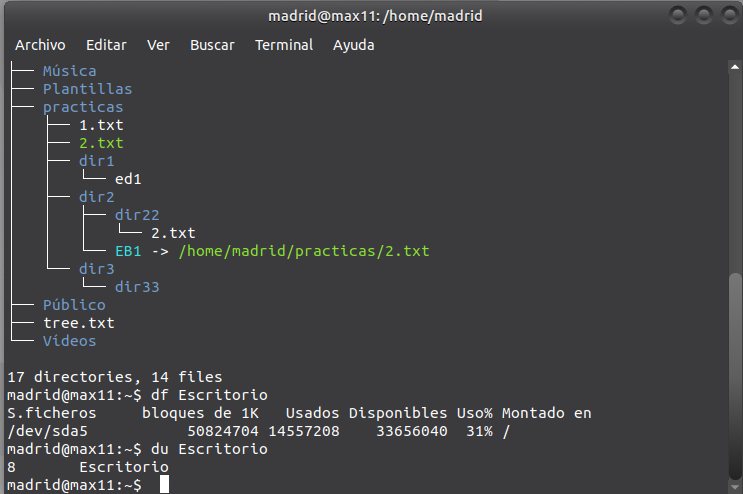 madrid@max11: /home/madrid
Archivo Editar Ver Buscar Terminal Ayuda
├── Música
├── Plantillas
├── practicas
│   ├── 1.txt
│   ├── 2.txt
│   ├── dir1
│   │   └── ed1
│   ├── dir2
│   │   ├── dir22
│   │   │   └── 2.txt
│   │   └── EB1 -> /home/madrid/practicas/2.txt
│   └── dir3
│       └── dir33
├── Público
├── tree.txt
└── Vídeos
17 directories, 14 files
madrid@max11:~$ df Escritorio
S.ficheros     bloques de 1K   Usados Disponibles Uso% Montado en
/dev/sda5           50824704 14557208    33656040  31% /
madrid@max11:~$ du Escritorio
8       Escritorio
madrid@max11:~$